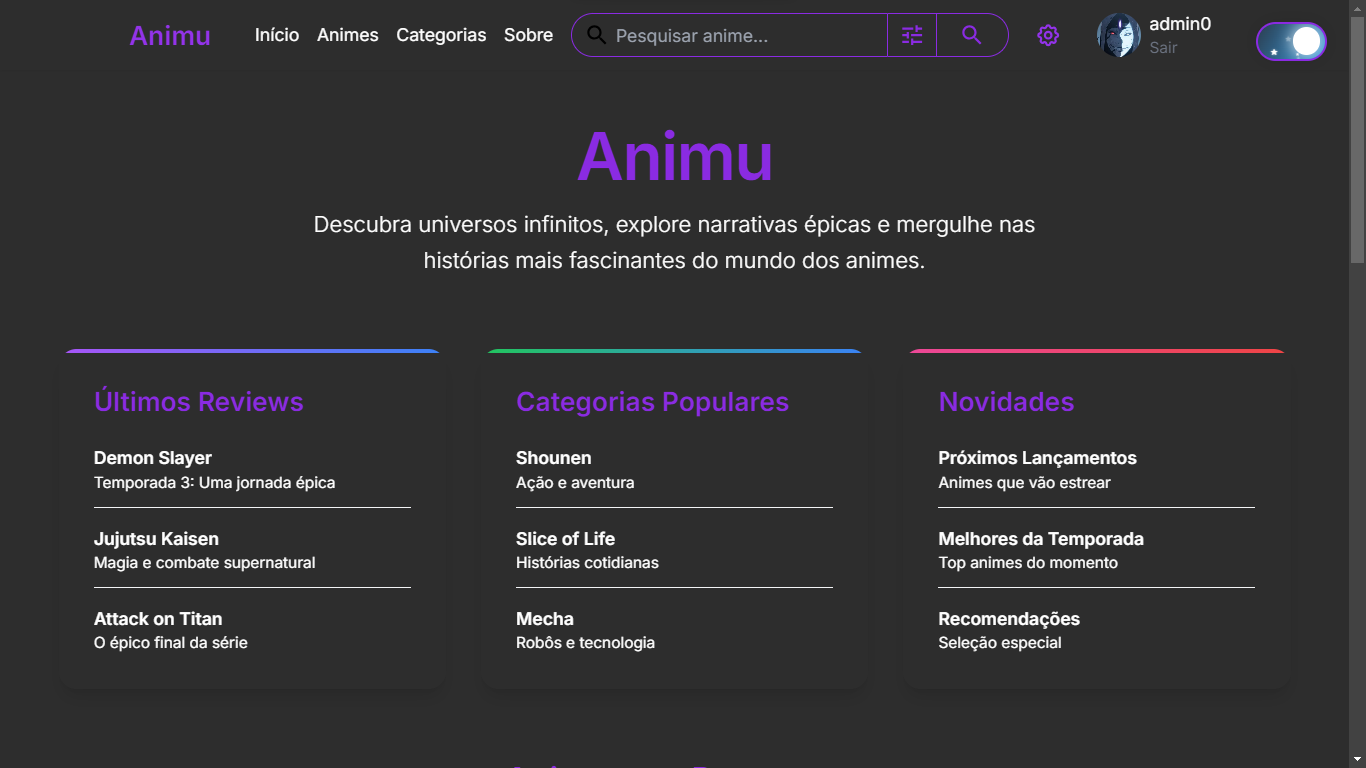 Animu
Início Animes Categorias Sobre
Pesquisar anime...
admin0
Sair
Animu
Descubra universos infinitos, explore narrativas épicas e mergulhe nas
histórias mais fascinantes do mundo dos animes.
Últimos Reviews
Demon Slayer
Temporada 3: Uma jornada épica
Jujutsu Kaisen
Magia e combate supernatural
Attack on Titan
O épico final da série
Categorias Populares
Shounen
Ação e aventura
Slice of Life
Histórias cotidianas
Mecha
Robôs e tecnologia
Novidades
Próximos Lançamentos
Animes que vão estrear
Melhores da Temporada
Top animes do momento
Recomendações
Seleção especial